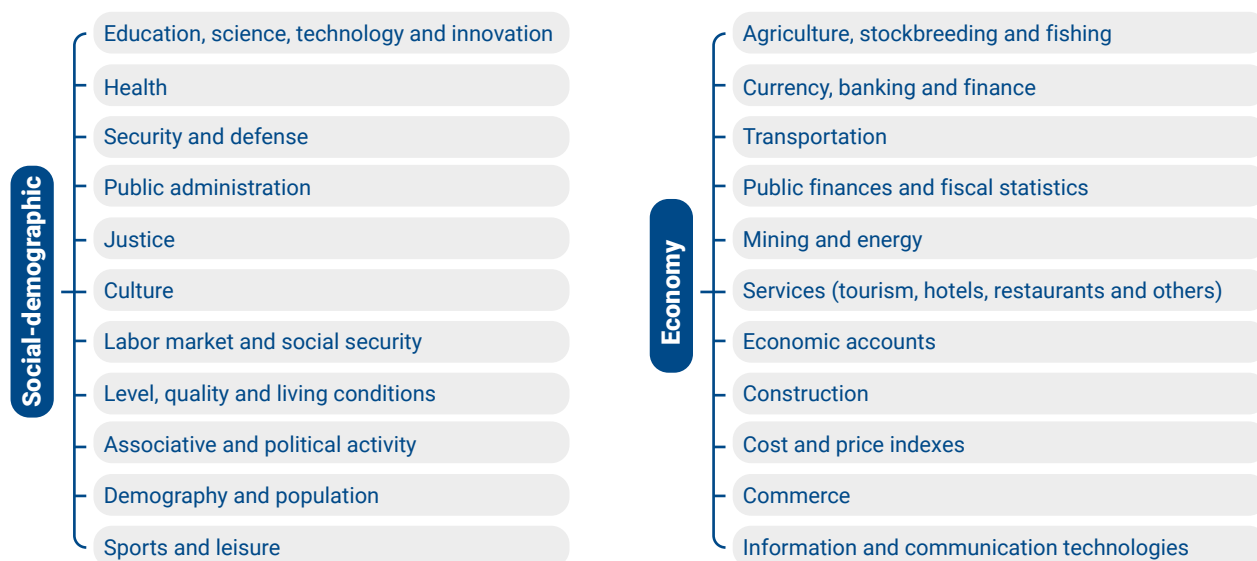 Social-demographic
Education, science, technology and innovation
Health
Security and defense
Public administration
Justice
Culture
Labor market and social security
Level, quality and living conditions
Associative and political activity
Demography and population
Sports and leisure
Economy
Agriculture, stockbreeding and fishing
Currency, banking and finance
Transportation
Public finances and fiscal statistics
Mining and energy
Services (tourism, hotels, restaurants and others)
Economic accounts
Construction
Cost and price indexes
Commerce
Information and communication technologies